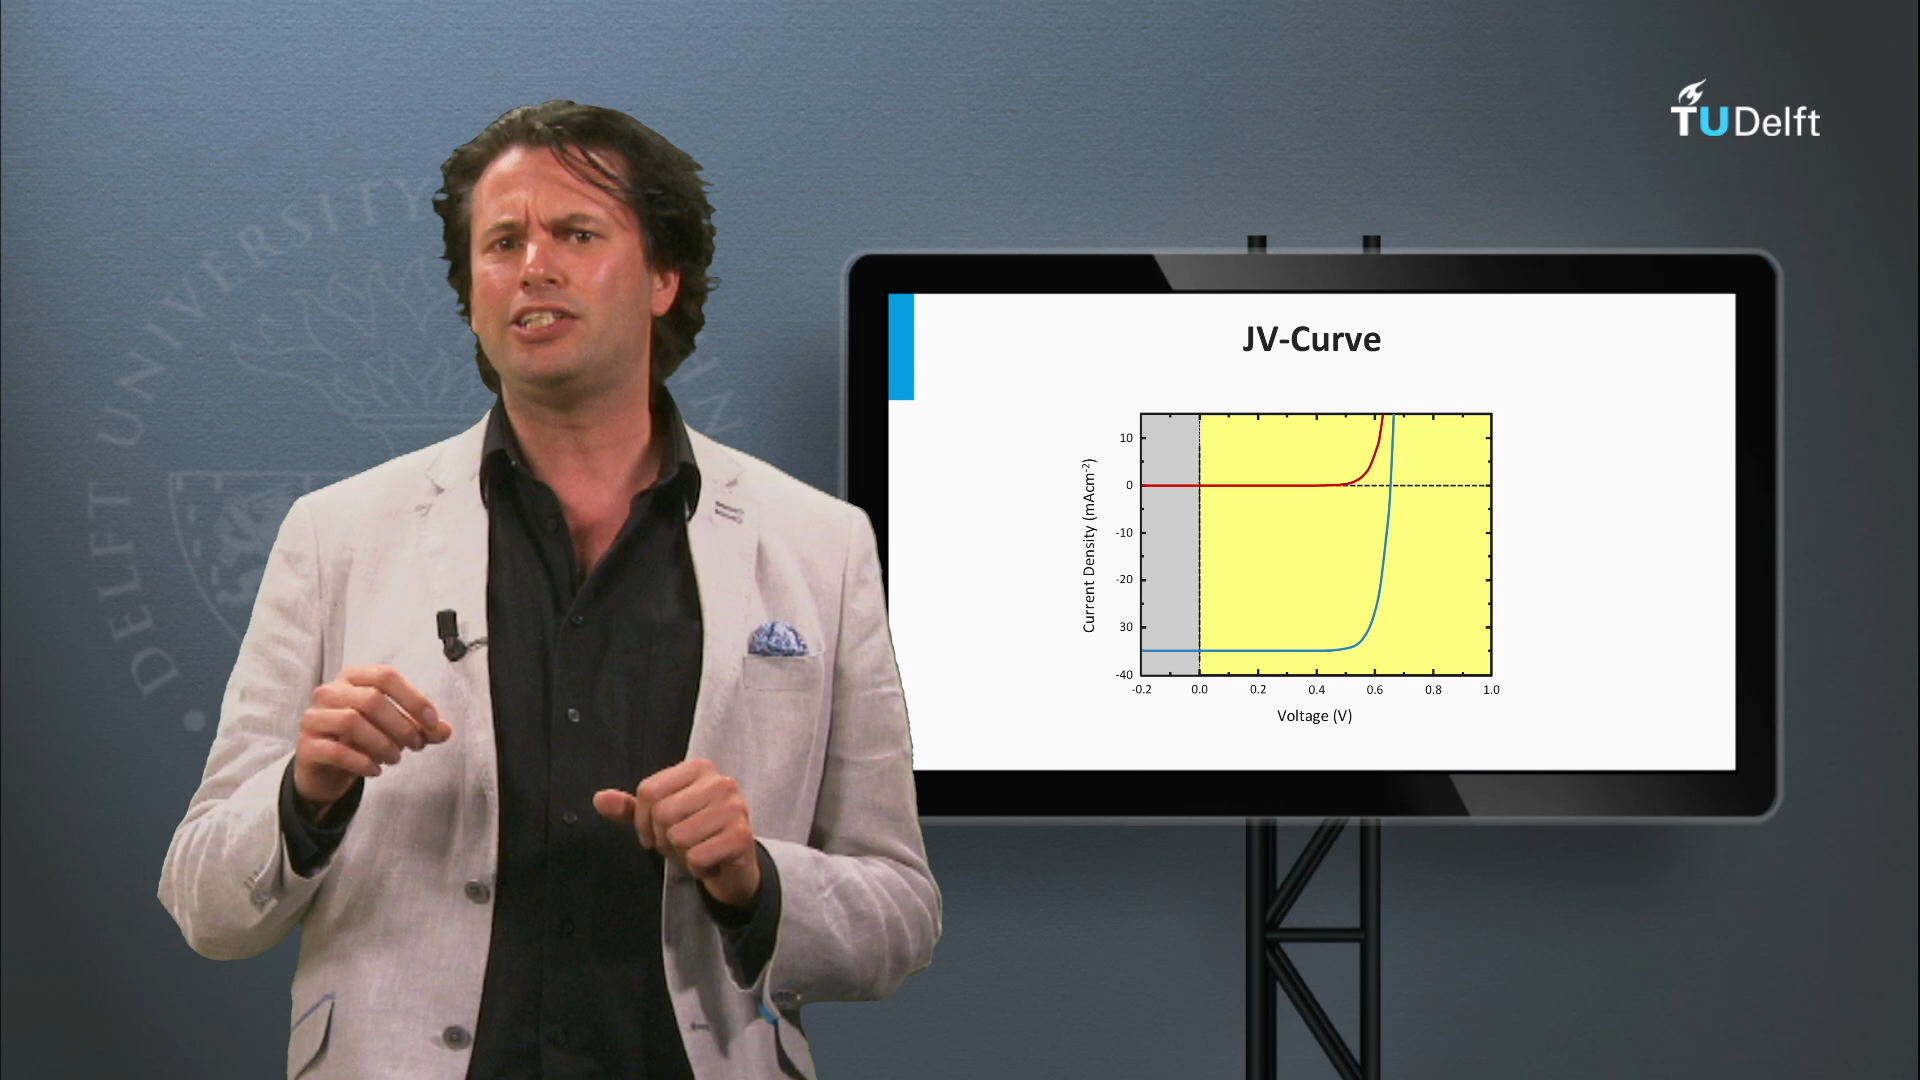 TUDelft
DELFT UNIVERSITY
JV-Curve
Current Density (mAcm-2)
10
0
-10
-20
30
-40
-0.2 0.0 0.2 0.4 0.6 0.8 1.0
Voltage (V)